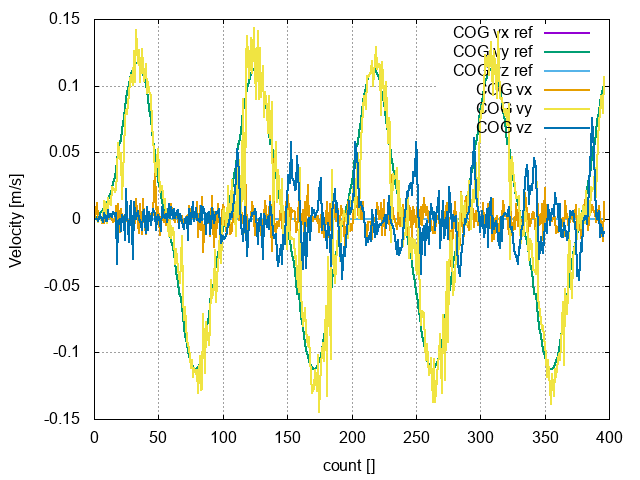 0.15
0.1
0.05
0
-0.05
-0.1
-0.15
0 50 100 150 200 250 300 350 400
Velocity [m/s]
count []
COG vx ref
COG vy ref
COG vz ref
COG vx
COG vy
COG vz